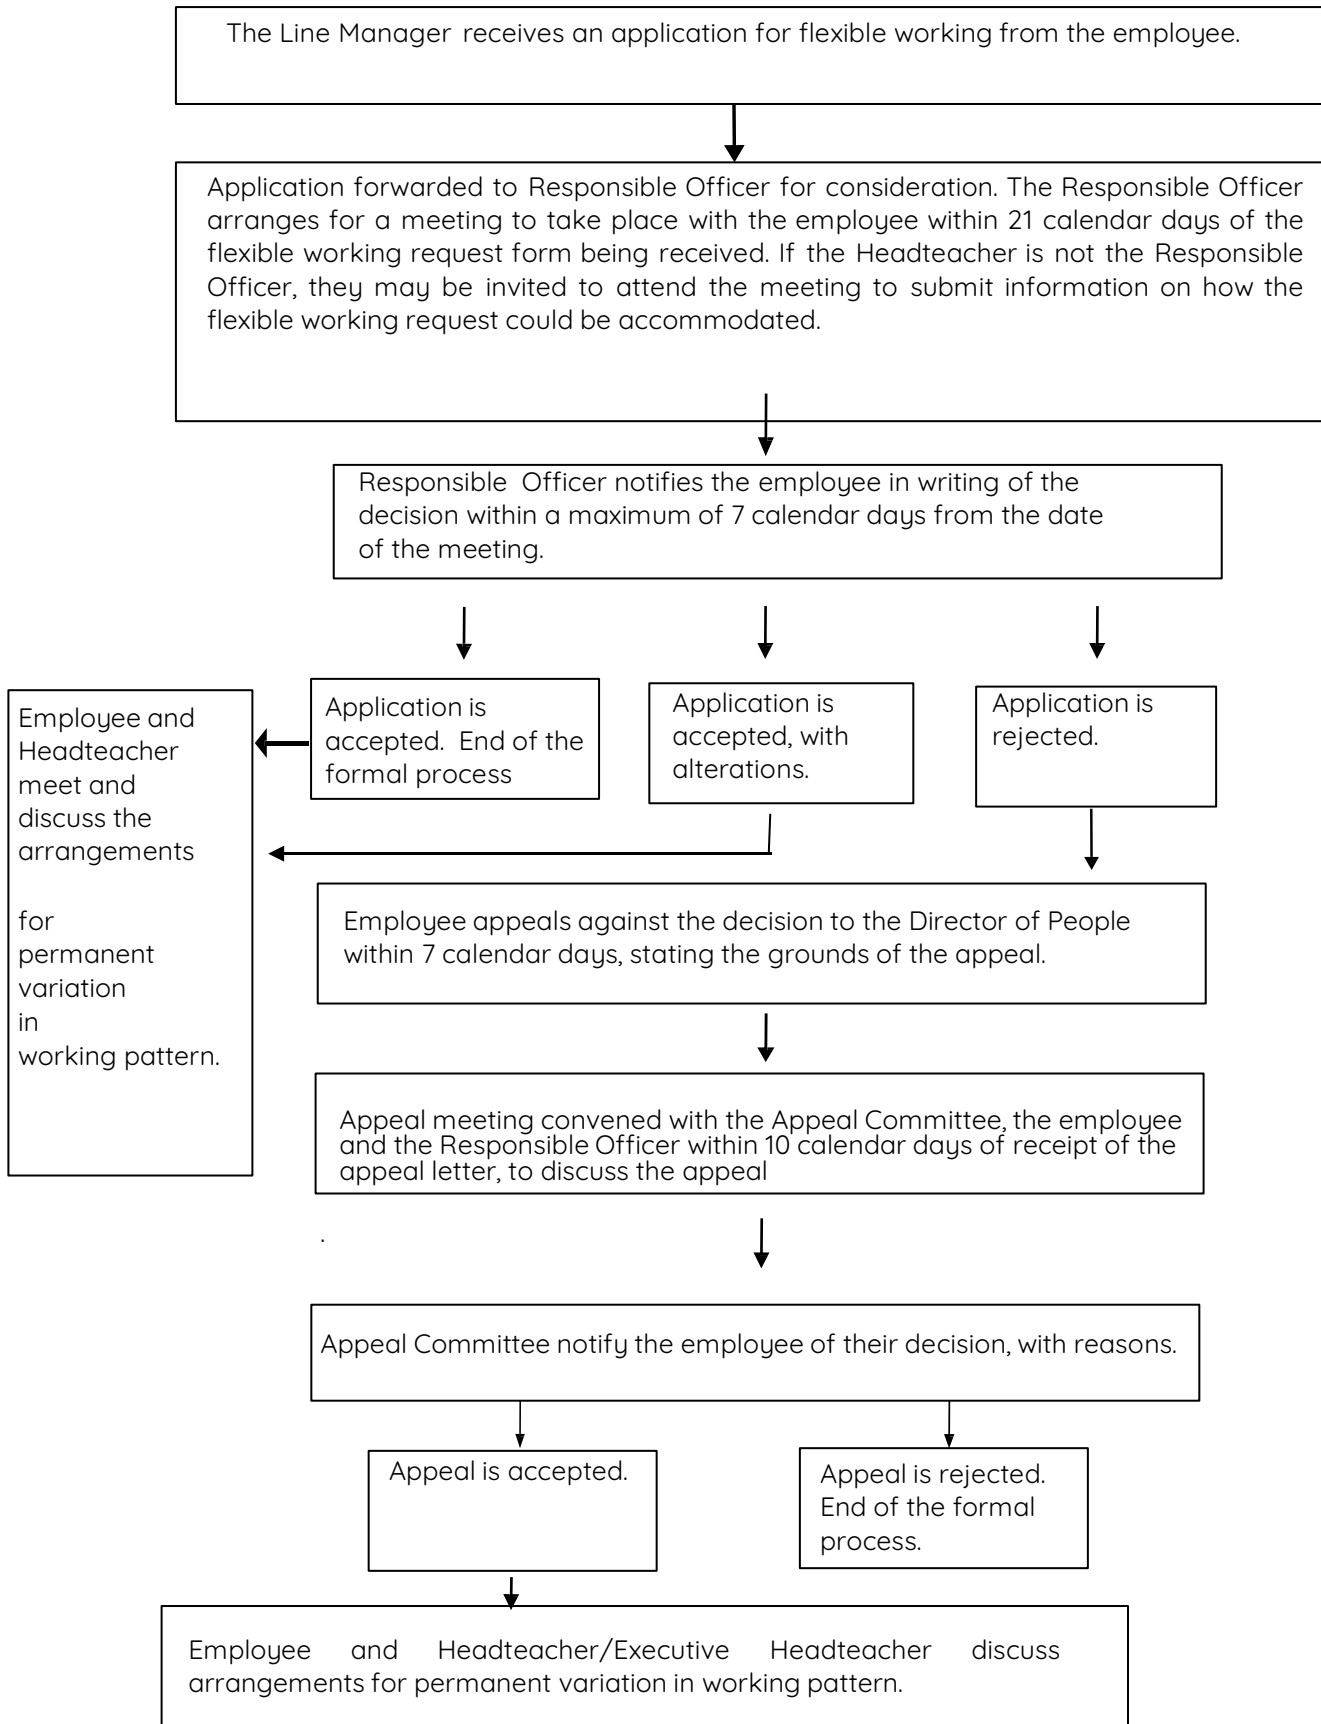 The Line Manager receives an application for flexible working from the employee.
Application forwarded to Responsible Officer for consideration. The Responsible Officer
arranges for a meeting to take place with the employee within 21 calendar days of the
flexible working request form being received. If the Headteacher is not the Responsible
Officer, they may be invited to attend the meeting to submit information on how the
flexible working request could be accommodated.
Responsible Officer notifies the employee in writing of the
decision within a maximum of 7 calendar days from the date
of the meeting.
Employee and
Headteacher
meet and
discuss the
arrangements
for
permanent
variation
in
working pattern.
Application is
accepted. End of the
formal process
Application is
accepted, with
alterations.
Application is
rejected.
Employee appeals against the decision to the Director of People
within 7 calendar days, stating the grounds of the appeal.
Appeal meeting convened with the Appeal Committee, the employee
and the Responsible Officer within 10 calendar days of receipt of the
appeal letter, to discuss the appeal
.
Appeal Committee notify the employee of their decision, with reasons.
Appeal is accepted.
Appeal is rejected.
End of the formal
process.
Employee and Headteacher/Executive Headteacher discuss
arrangements for permanent variation in working pattern.